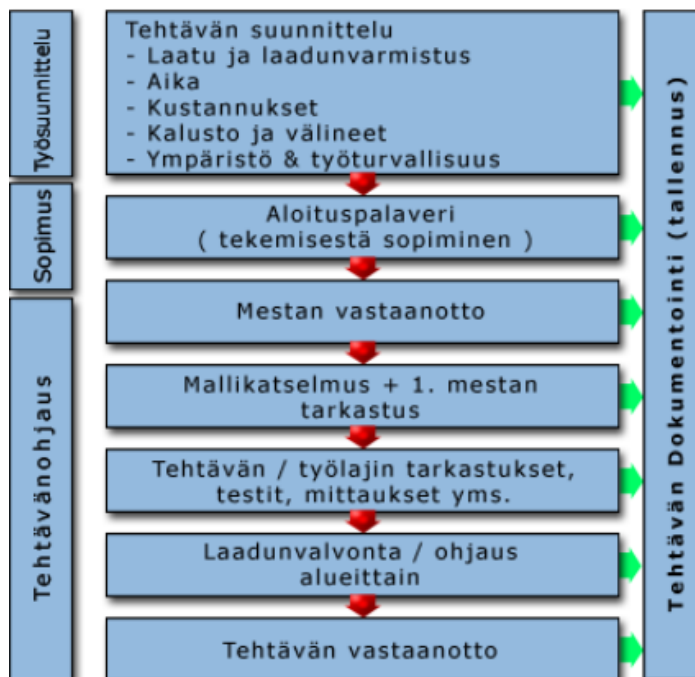 Työsuunnittelu
Tehtävän suunnittelu
- Laatu ja laadunvarmistus
- Aika
- Kustannukset
- Kalusto ja välineet
- Ympäristö & työturvallisuus
Sopimus
Aloituspalaveri
( tekemisestä sopiminen )
Tehtävänohjaus
Mestan vastaanotto
Mallikatselmus + 1. mestan
tarkastus
Tehtävän / työlajin tarkastukset,
testit, mittaukset yms.
Laadunvalvonta / ohjaus
alueittain
Tehtävän vastaanotto
Tehtävän Dokumentointi (tallennus)